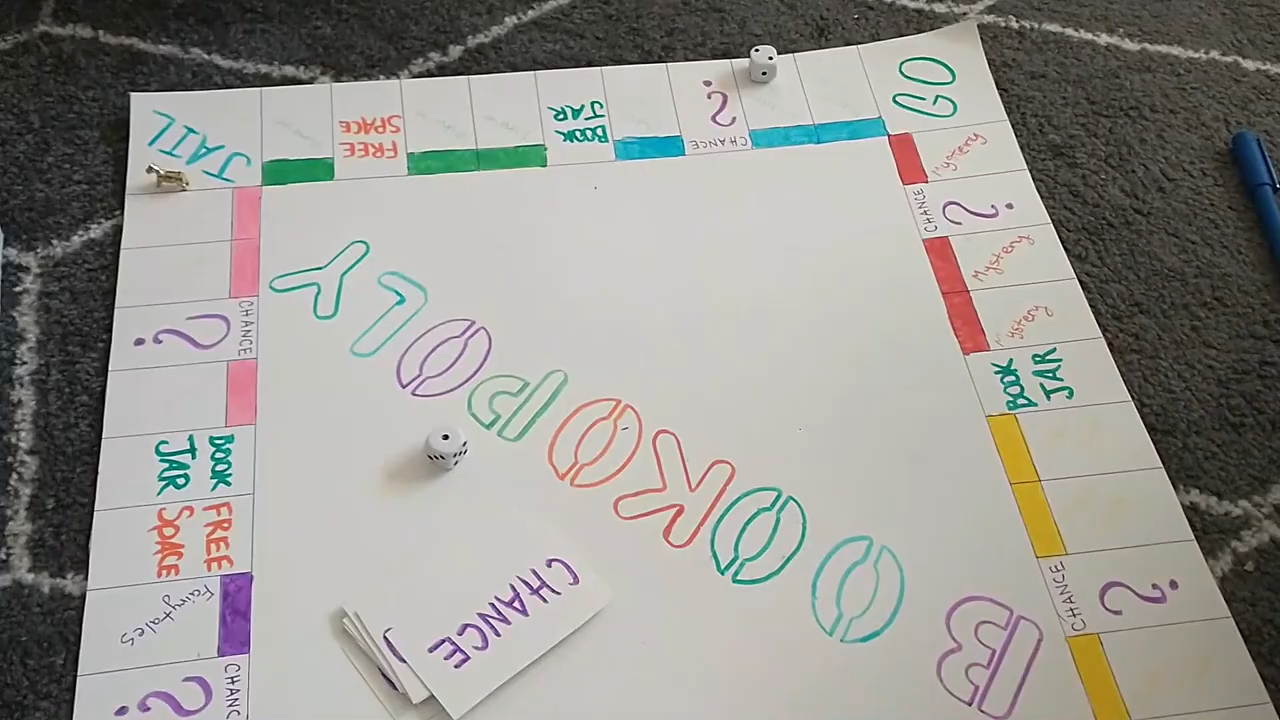 GO
Mystery
CHANCE
?
Mystery
Mystery
BOOK
JAR
CHANCE
?
CHANCE
?
BOOK
JAR
FREE
SPACE
JAIL
CHANCE
?
BOOK
JAR
FREE
SPACE
Fairytales
CHANC
?
BOOKOPOLY
CHANCE